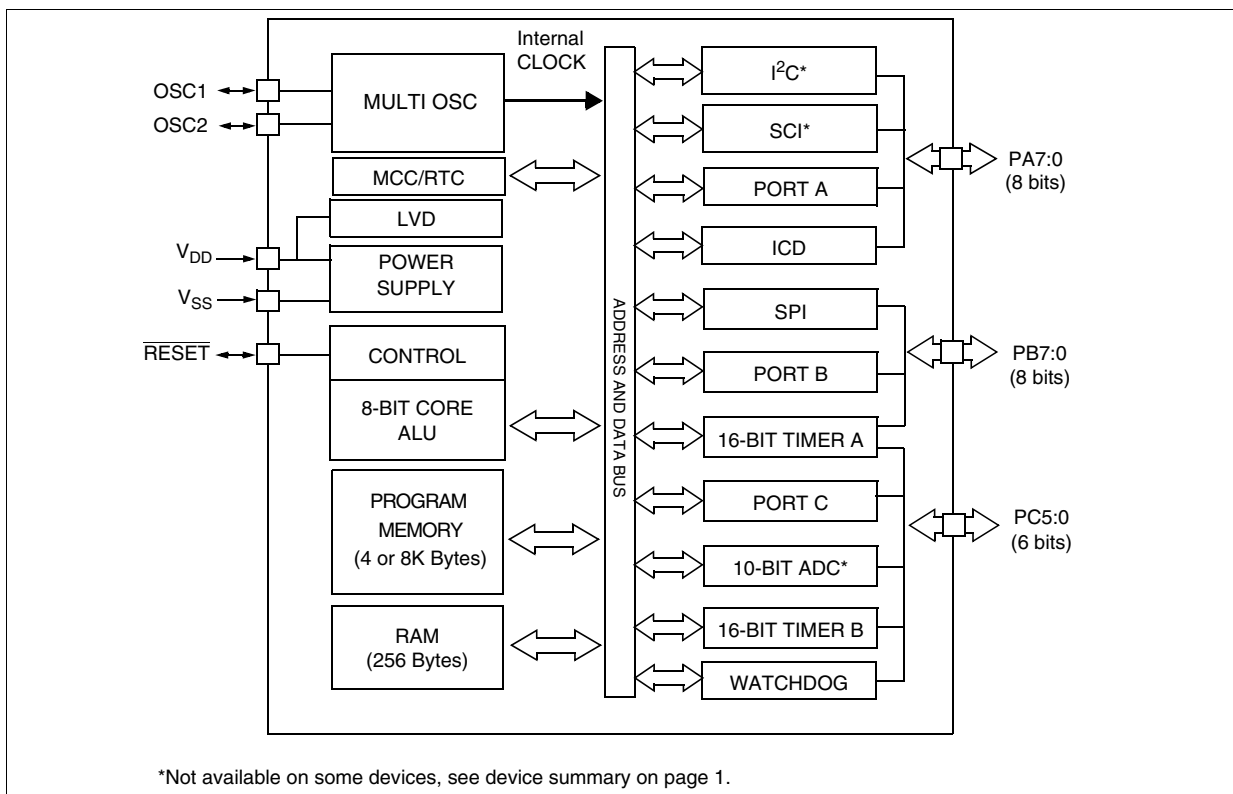 Internal
CLOCK
OSC1
OSC2
MULTI OSC
MCC/RTC
LVD
VDD
POWER
SUPPLY
VSS
RESET
CONTROL
8-BIT CORE
ALU
PROGRAM
MEMORY
(4 or 8K Bytes)
RAM
(256 Bytes)
ADDRESS AND DATA BUS
I²C*
SCI*
PORT A
ICD
PA7:0
(8 bits)
SPI
PORT B
16-BIT TIMER A
PB7:0
(8 bits)
PORT C
10-BIT ADC*
16-BIT TIMER B
WATCHDOG
PC5:0
(6 bits)
*Not available on some devices, see device summary on page 1.